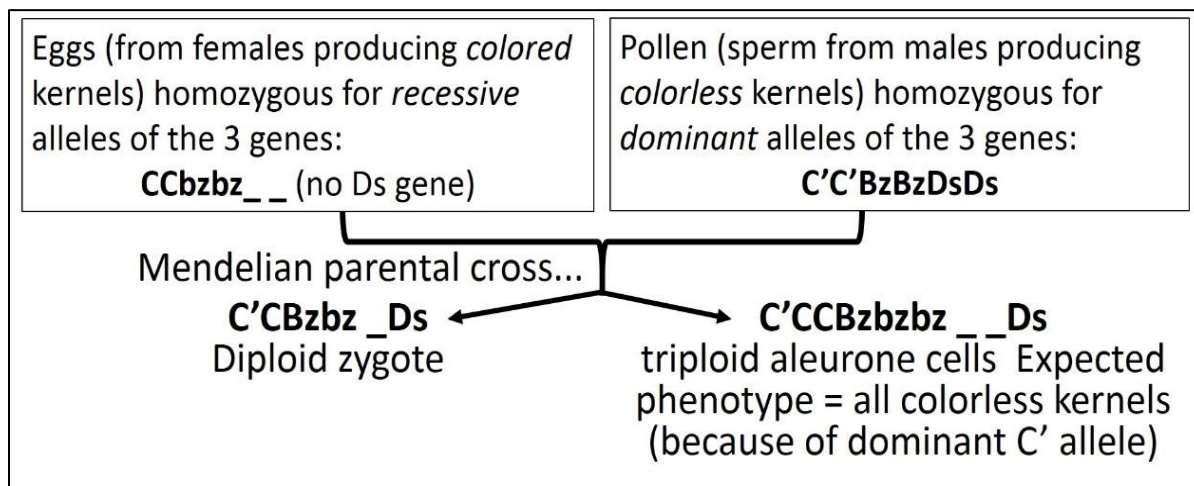 Eggs (from females producing colored
kernels) homozygous for recessive
alleles of the 3 genes:
CCbzbz_ _ (no Ds gene)
Pollen (sperm from males producing
colorless kernels) homozygous for
dominant alleles of the 3 genes:
C’C’BzBzDsDs
Mendelian parental cross...
C’CBzbz _Ds
Diploid zygote
C’CCBzbzbz _ _Ds
triploid aleurone cells  Expected
phenotype = all colorless kernels
(because of dominant C’ allele)